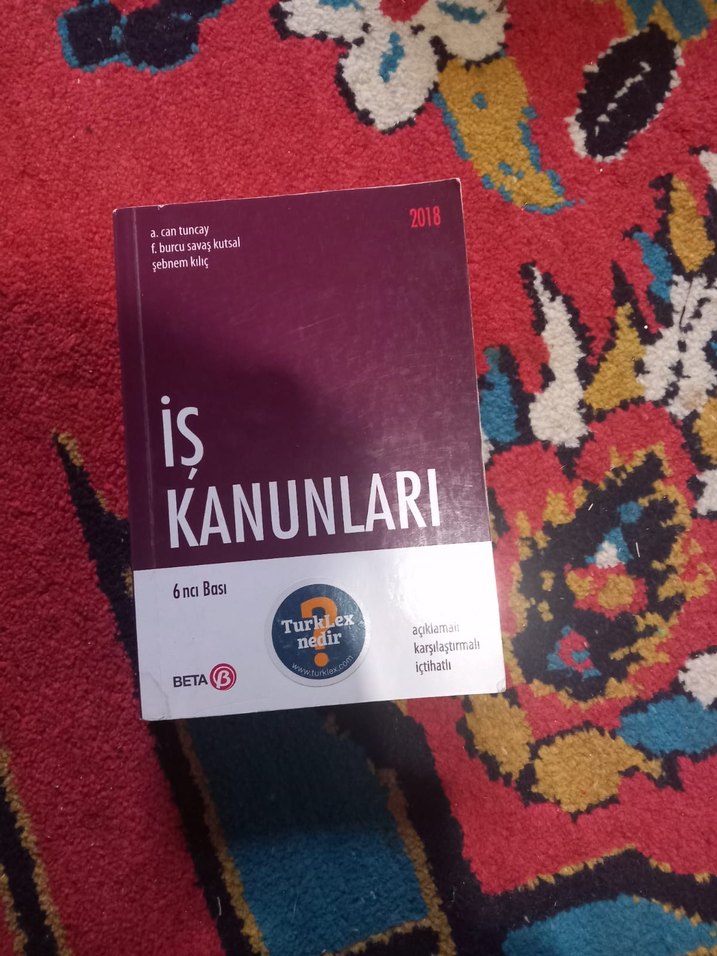 a. can tuncay
f. burcu savaş kutsal
şebnem kılıç
2018
İŞ
KANUNLARI
6 ncı Bası
TurkLex
nedir
?
www.turklex.com
açıklamalı
karşılaştırmalı
içtihatlı
BETA β